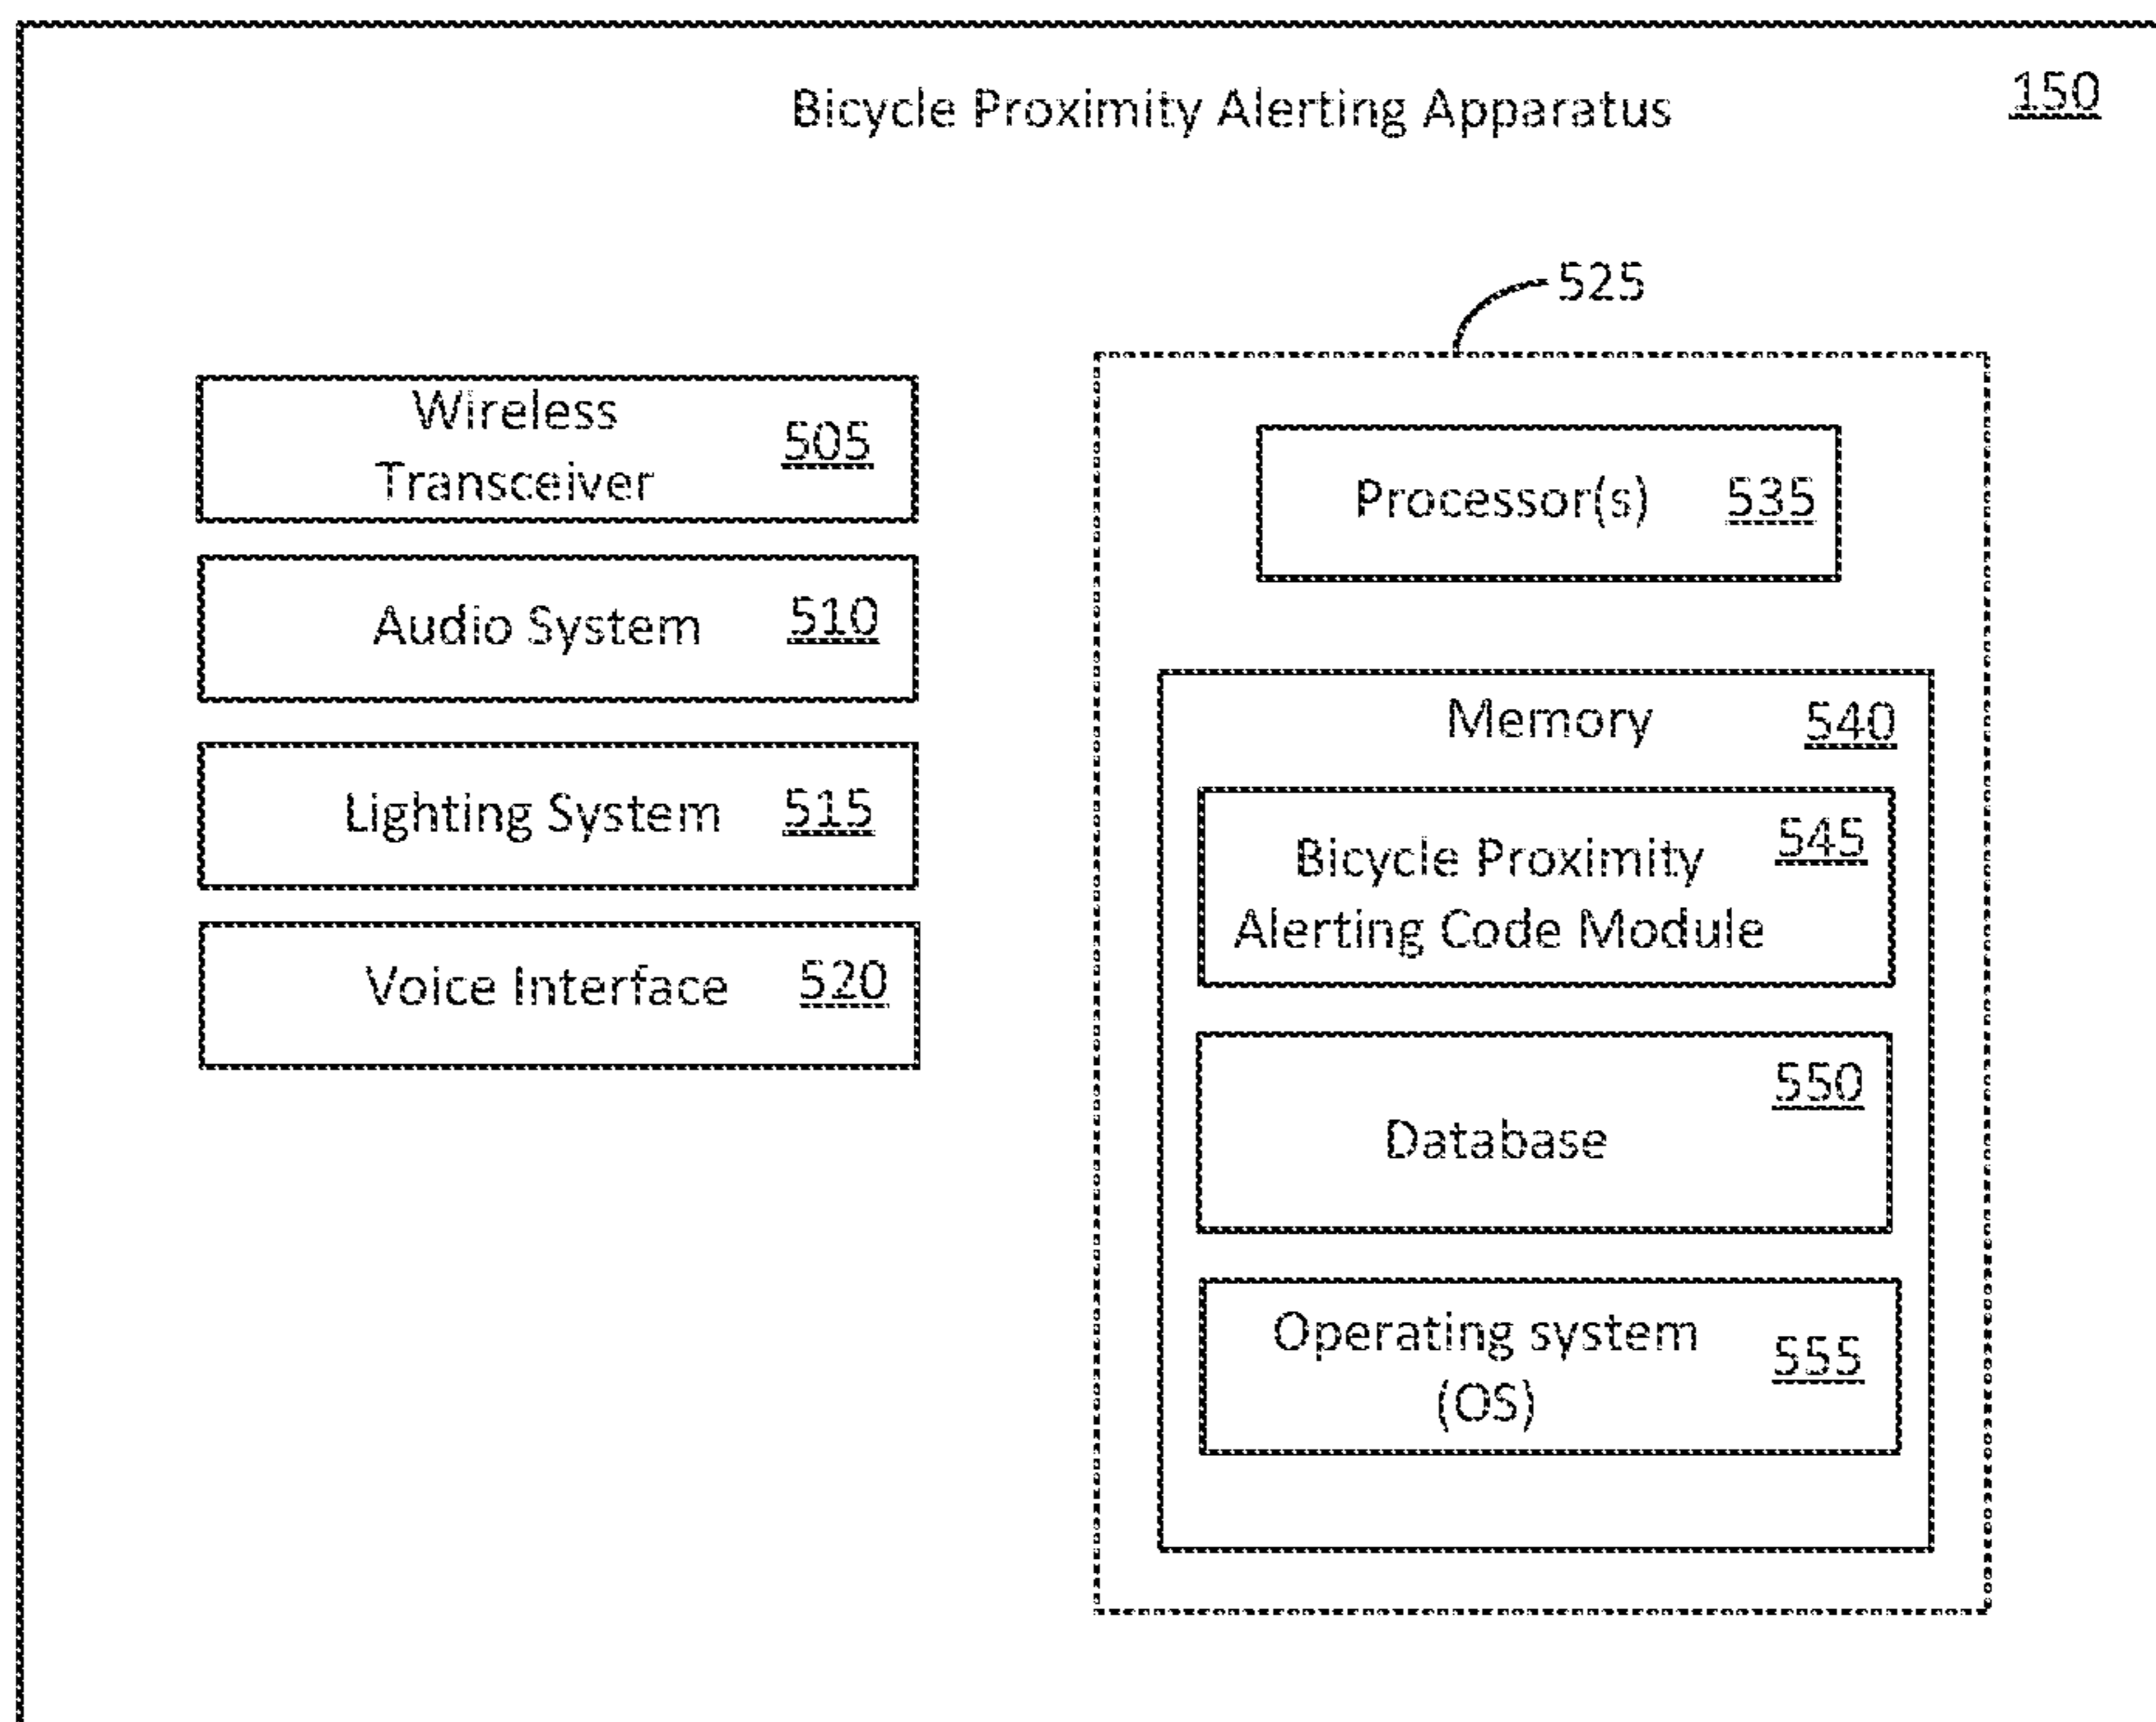 Bicycle Proximity Alerting Apparatus 150
525
Wireless
Transceiver 505
Audio System 510
Lighting System 515
Voice Interface 520
Processor(s) 535
Memory 540
Bicycle Proximity 545
Alerting Code Module
Database 550
Operating system 555
(OS)